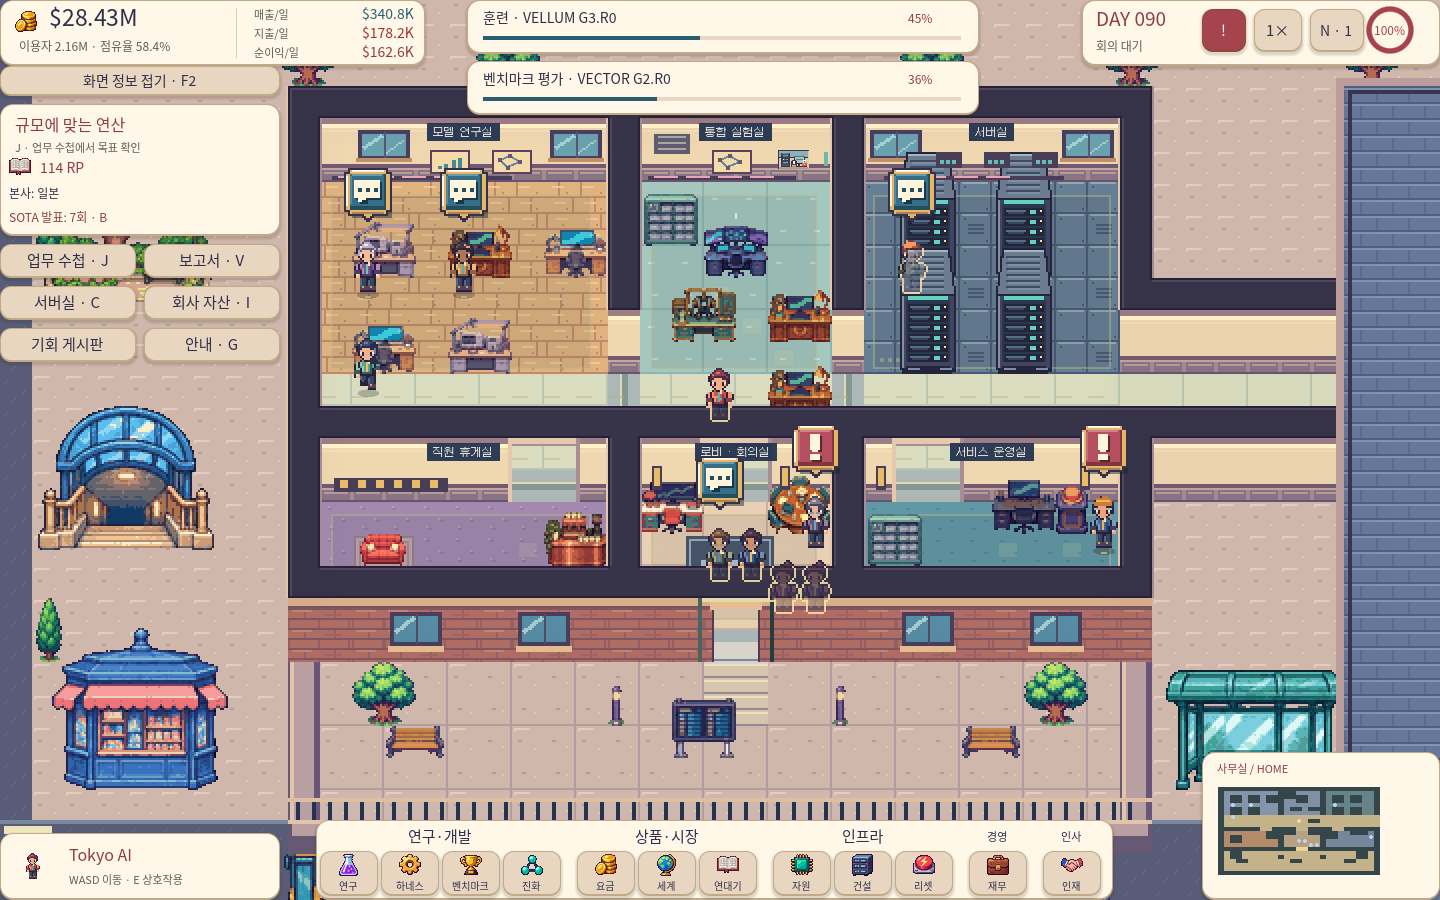 $28.43M
이용자 2.16M · 점유율 58.4%
매출/일 $340.8K
지출/일 $178.2K
순이익/일 $162.6K
훈련 · VELLUM G3.R0 45%
벤치마크 평가 · VECTOR G2.R0 36%
DAY 090
회의 대기
!
1×
N · 1
100%
화면 정보 접기 · F2
규모에 맞는 연산
J · 업무 수첩에서 목표 확인
114 RP
본사: 일본
SOTA 발표: 7회 · B
업무 수첩 · J
보고서 · V
서버실 · C
회사 자산 · I
기회 게시판
안내 · G
모델 연구실
통합 실험실
서버실
직원 휴게실
로비 · 회의실
서비스 운영실
사무실 / HOME
Tokyo AI
WASD 이동 · E 상호작용
연구·개발
상품·시장
인프라
경영
인사
연구
하네스
벤치마크
진화
요금
세계
연대기
자원
건설
리셋
재무
인재